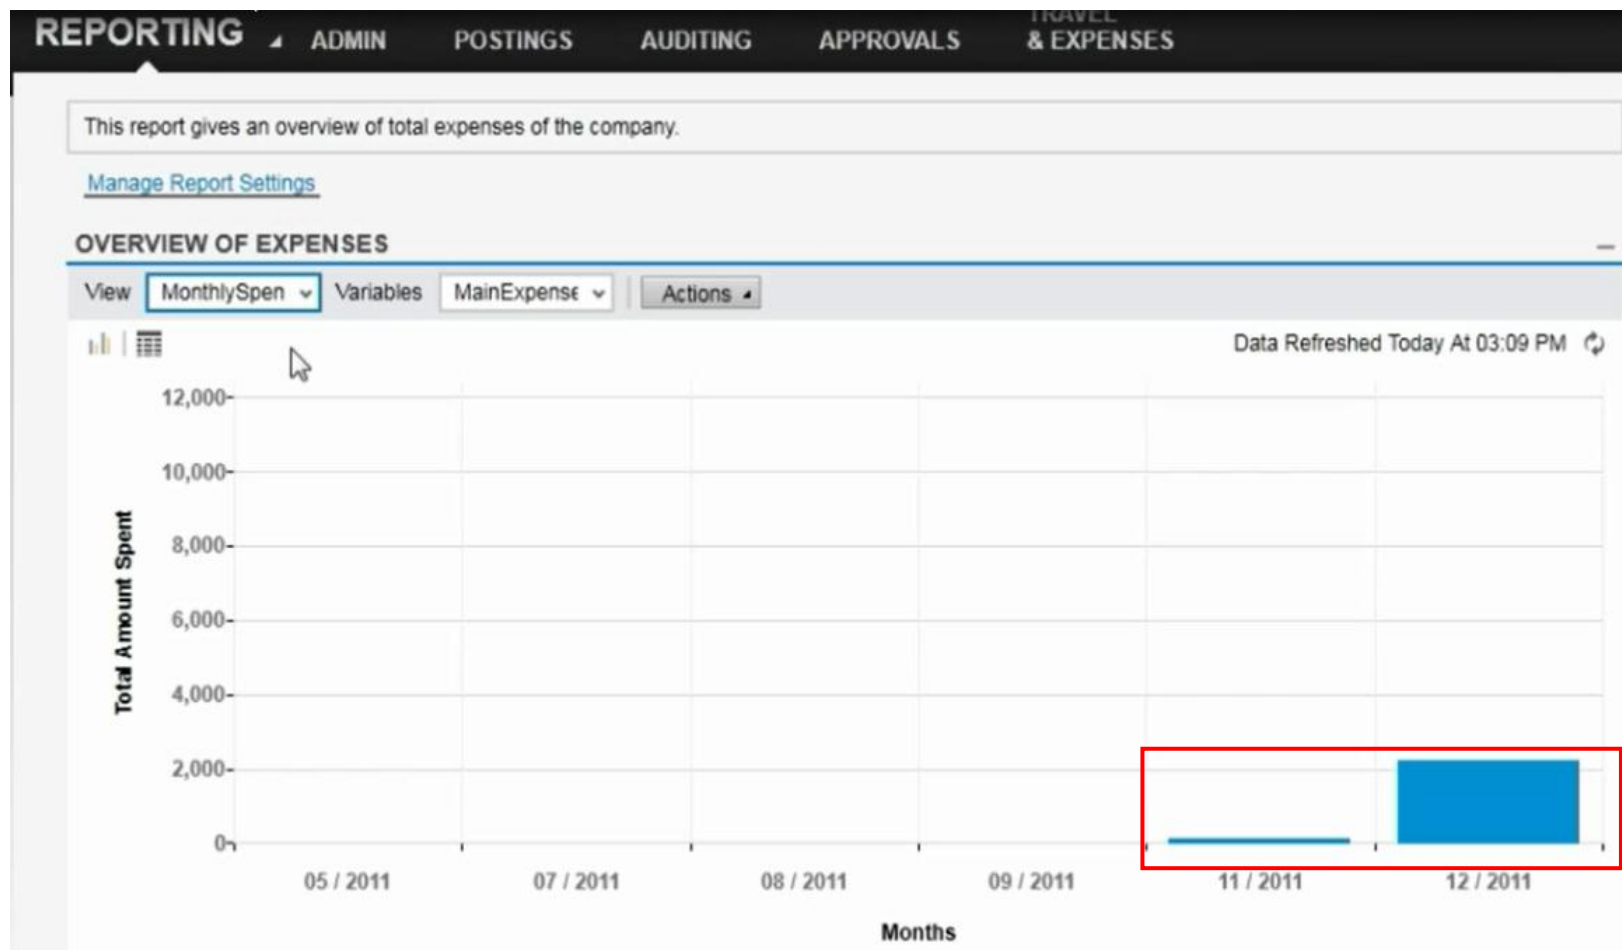 REPORTING ADMIN POSTINGS AUDITING APPROVALS TRAVEL & EXPENSES
This report gives an overview of total expenses of the company.
Manage Report Settings
OVERVIEW OF EXPENSES
View MonthlySpen Variables MainExpense Actions
Data Refreshed Today At 03:09 PM
12,000
10,000
8,000
6,000
4,000
2,000
0
Total Amount Spent
05 / 2011 07 / 2011 08 / 2011 09 / 2011 11 / 2011 12 / 2011
Months